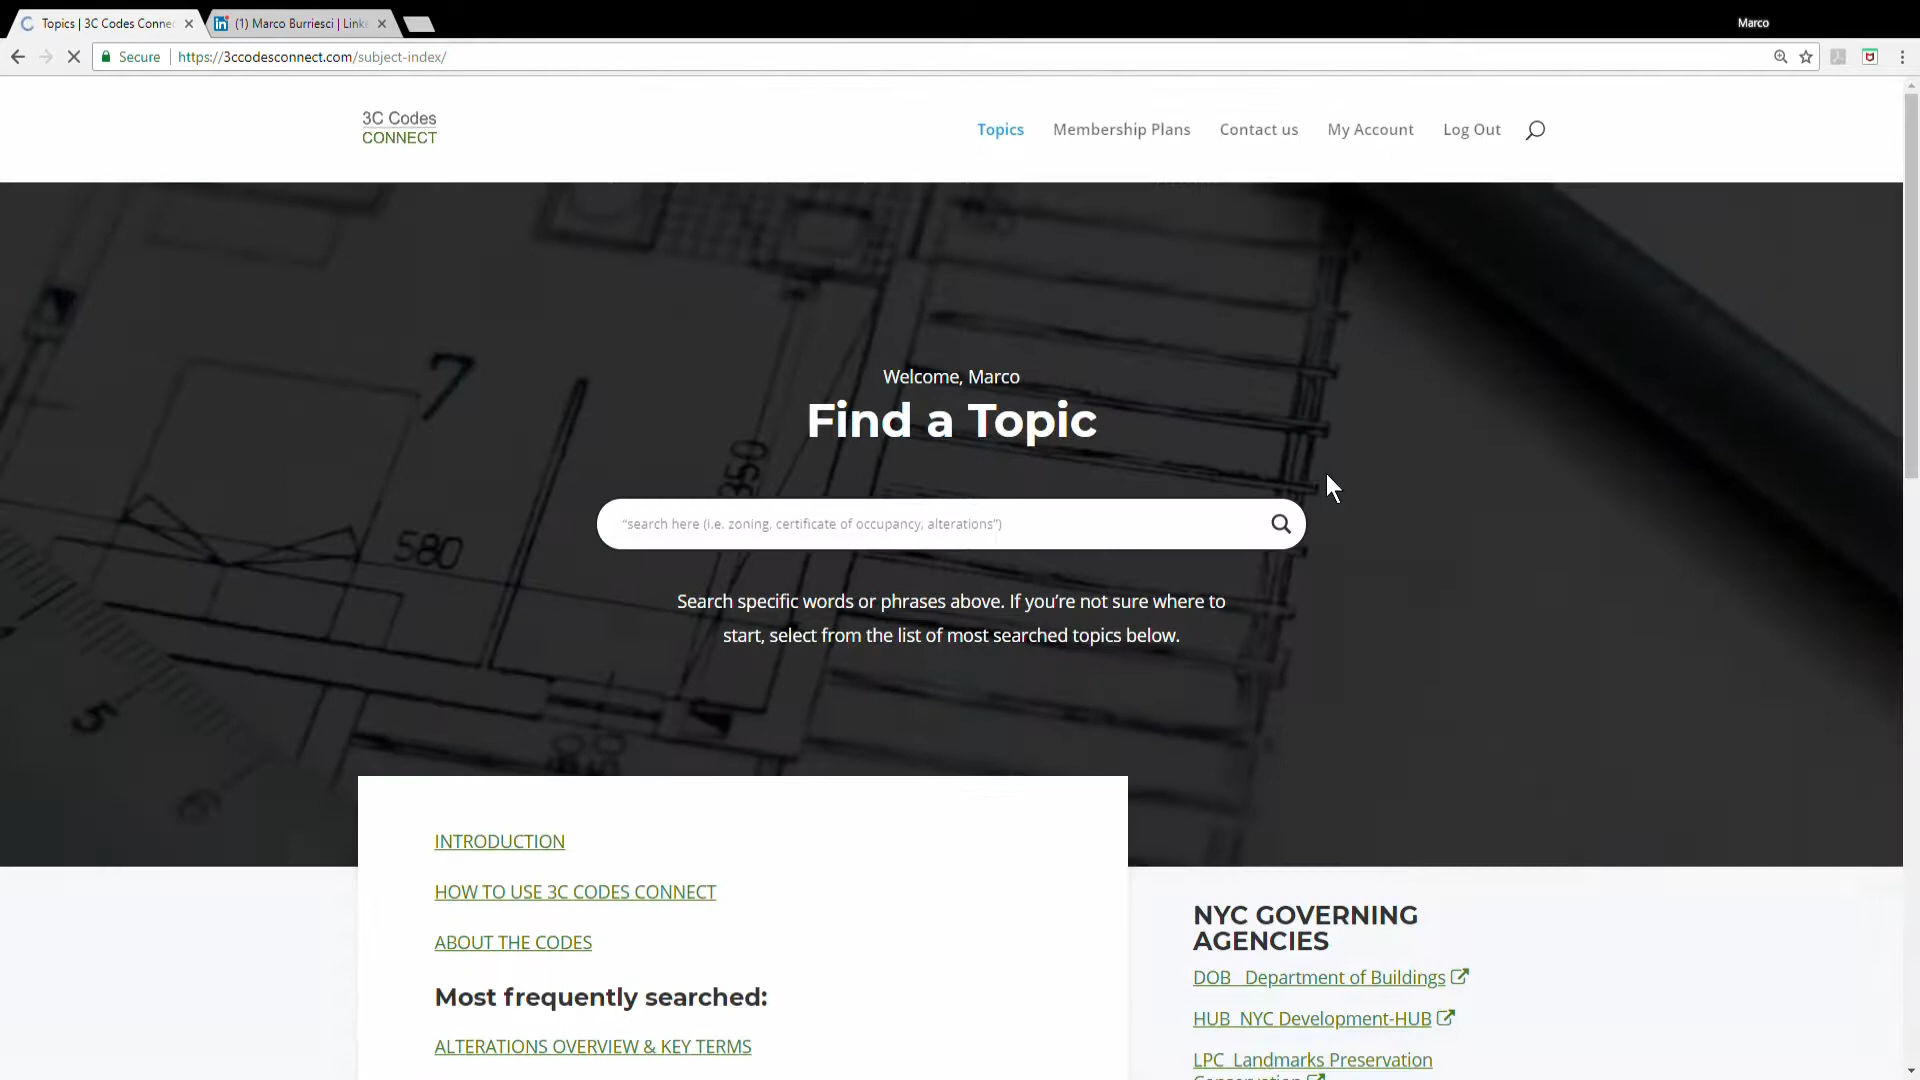 Topics | 3C Codes Conne
(1) Marco Burriesci | Link
Marco
Secure
https://3ccodesconnect.com/subject-index/
3C Codes
CONNECT
Topics
Membership Plans
Contact us
My Account
Log Out
Welcome, Marco
Find a Topic
"search here (i.e. zoning, certificate of occupancy, alterations")
Search specific words or phrases above. If you're not sure where to
start, select from the list of most searched topics below.
7
350
580
5
INTRODUCTION
HOW TO USE 3C CODES CONNECT
ABOUT THE CODES
Most frequently searched:
ALTERATIONS OVERVIEW & KEY TERMS
NYC GOVERNING
AGENCIES
DOB Department of Buildings
HUB NYC Development-HUB
LPC Landmarks Preservation